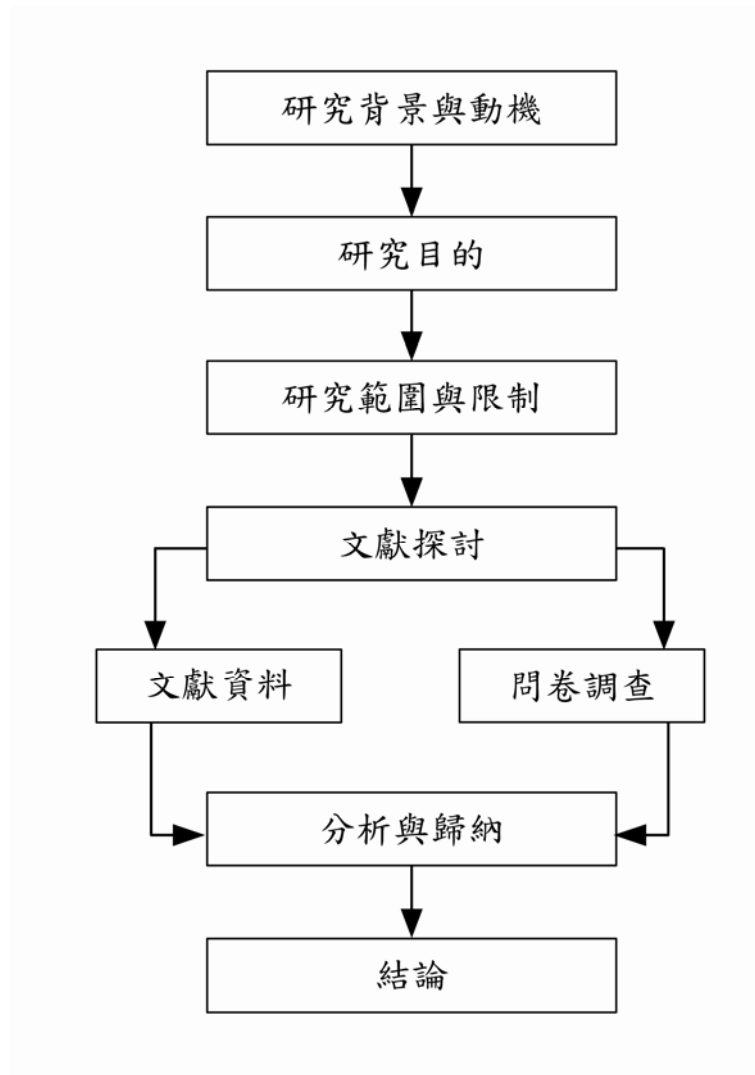 研究背景與動機
研究目的
研究範圍與限制
文獻探討
文獻資料
問卷調查
分析與歸納
結論